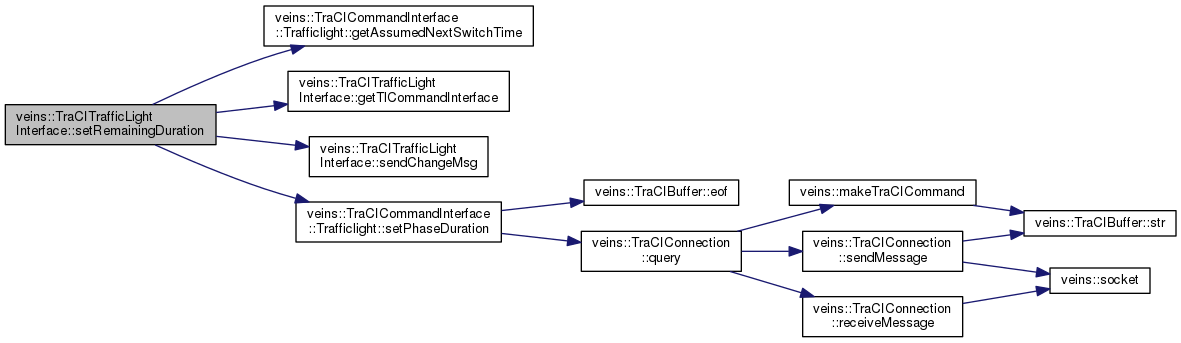 veins::TraCICommandInterface
::Trafficlight::getAssumedNextSwitchTime
veins::TraCITrafficLight
Interface::getTlCommandInterface
veins::TraCITrafficLight
Interface::setRemainingDuration
veins::TraCITrafficLight
Interface::sendChangeMsg
veins::TraCICommandInterface
::Trafficlight::setPhaseDuration
veins::TraCIBuffer::eof
veins::TraCIConnection
::query
veins::makeTraCICommand
veins::TraCIConnection
::sendMessage
veins::TraCIConnection
::receiveMessage
veins::TraCIBuffer::str
veins::socket